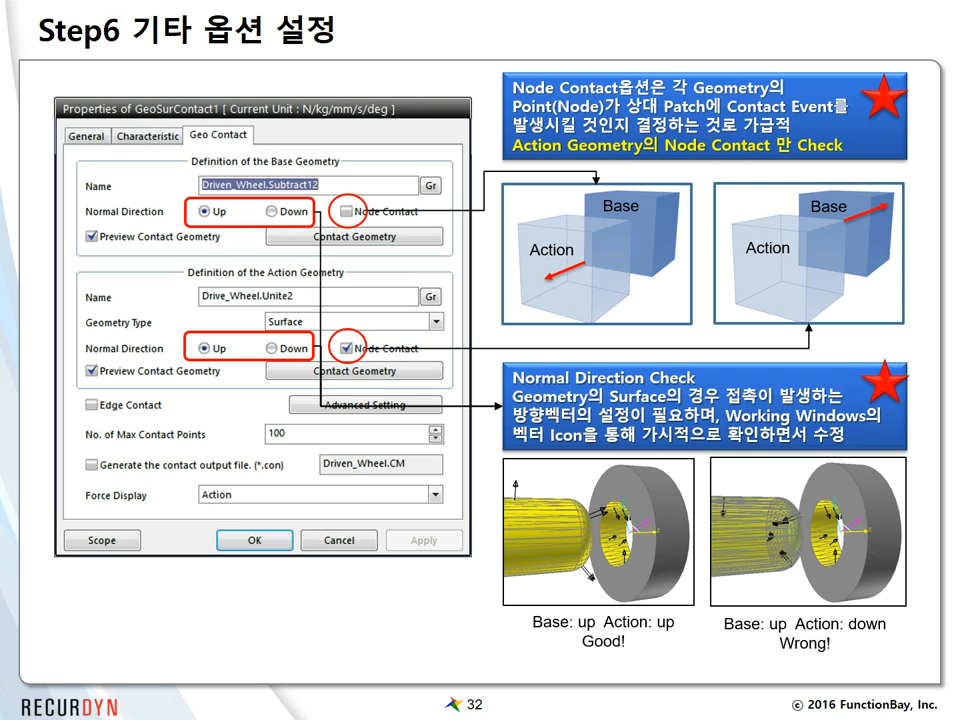 Step6 기타 옵션 설정
Properties of GeoSurContact1 [ Current Unit : N/kg/mm/s/deg ]
General
Characteristic
Geo Contact
Definition of the Base Geometry
Name
Driven_Wheel.Subtract12
Gr
Normal Direction
Up
Down
Node Contact
Preview Contact Geometry
Contact Geometry
Definition of the Action Geometry
Name
Drive_Wheel.Unite2
Gr
Geometry Type
Surface
Normal Direction
Up
Down
Node Contact
Preview Contact Geometry
Contact Geometry
Edge Contact
Advanced Setting
No. of Max Contact Points
100
Generate the contact output file. (*.con)
Driven_Wheel.CM
Force Display
Action
Scope
OK
Cancel
Apply
Node Contact옵션은 각 Geometry의
Point(Node)가 상대 Patch에 Contact Event를
발생시킬 것인지 결정하는 것로 가급적
Action Geometry의 Node Contact 만 Check
Base
Action
Base
Action
Normal Direction Check
Geometry의 Surface의 경우 접촉이 발생하는
방향벡터의 설정이 필요하며, Working Windows의
벡터 Icon을 통해 가시적으로 확인하면서 수정
Base: up Action: up
Good!
Base: up Action: down
Wrong!
RECURDYN
32
ⓒ 2016 FunctionBay, Inc.